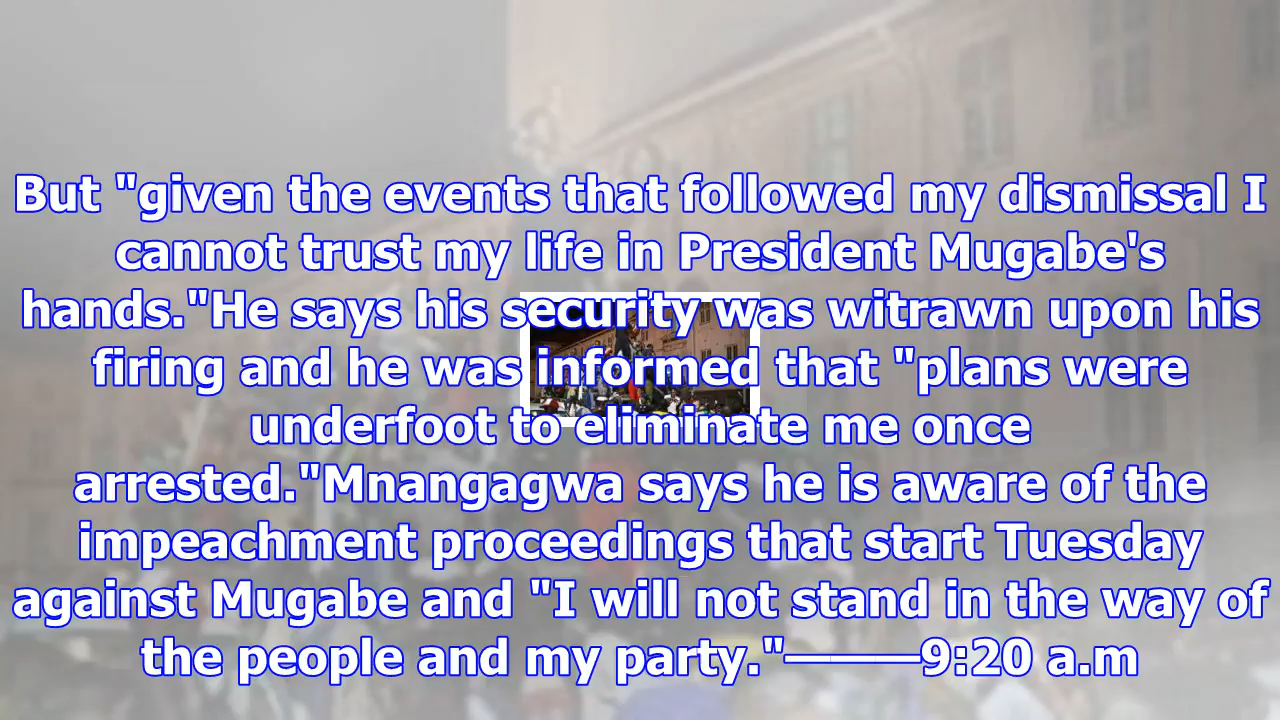 But "given the events that followed my dismissal I
cannot trust my life in President Mugabe's
hands."He says his security was witrawn upon his
firing and he was informed that "plans were
underfoot to eliminate me once
arrested."Mnangagwa says he is aware of the
impeachment proceedings that start Tuesday
against Mugabe and "I will not stand in the way of
the people and my party."———9:20 a.m